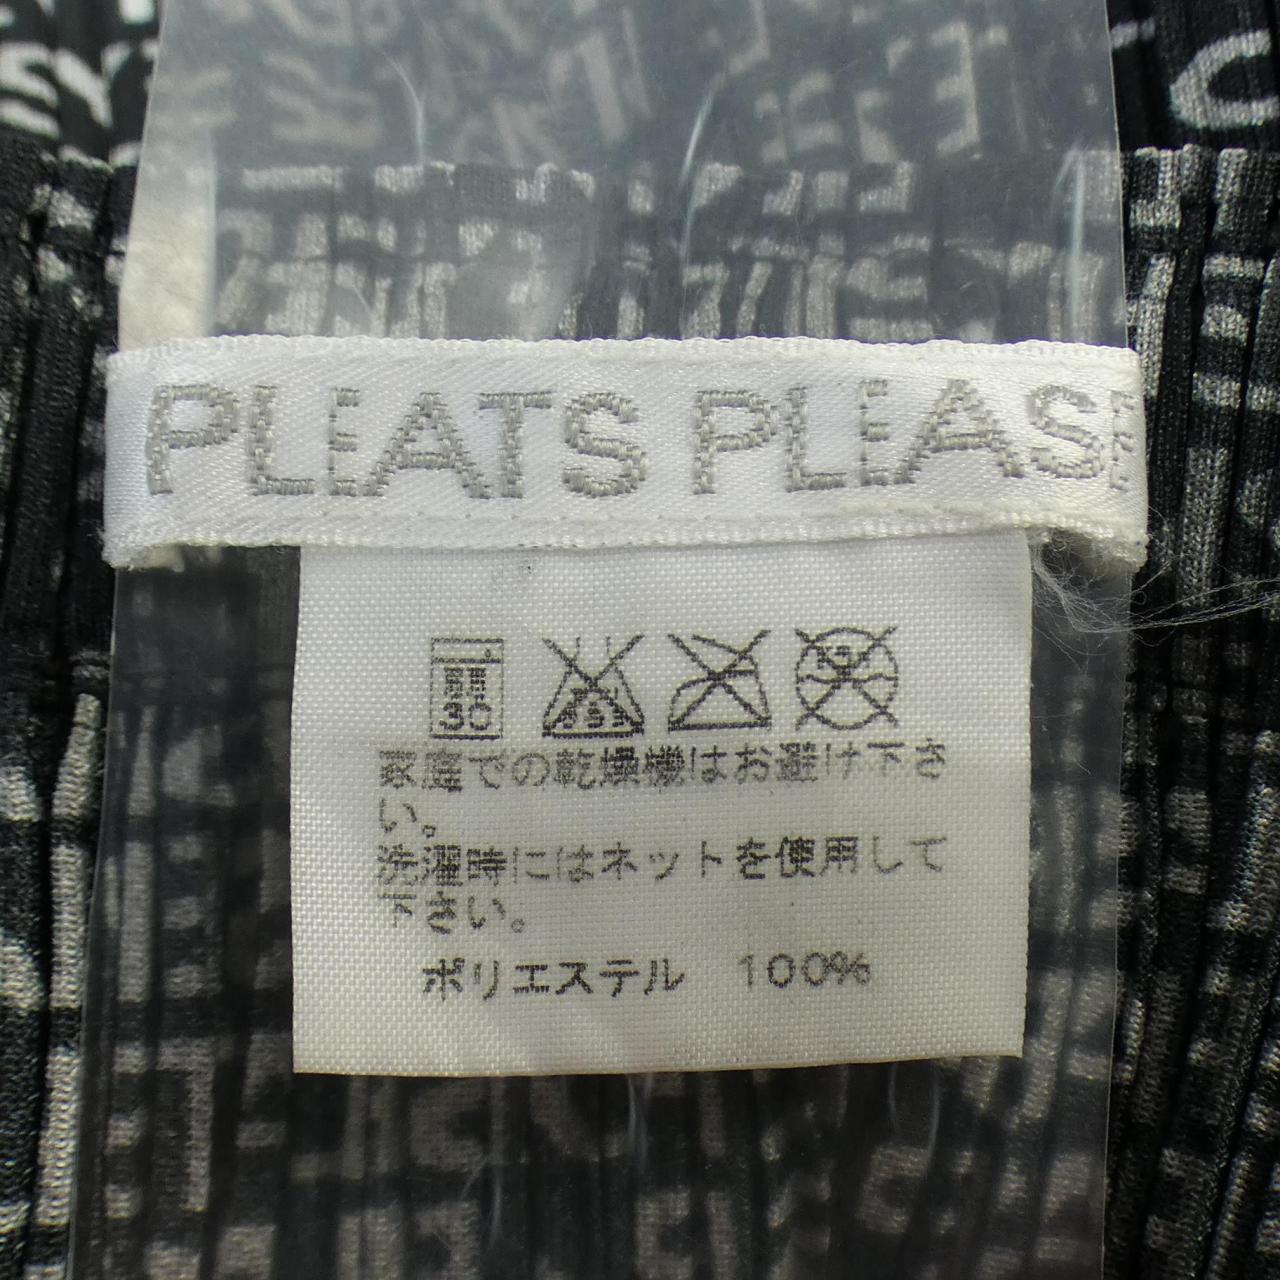 PLEATS PLEASE
30
家庭での乾燥機はお避け下さ
い。
洗濯時にはネットを使用して
下さい。
ポリエステル 100%